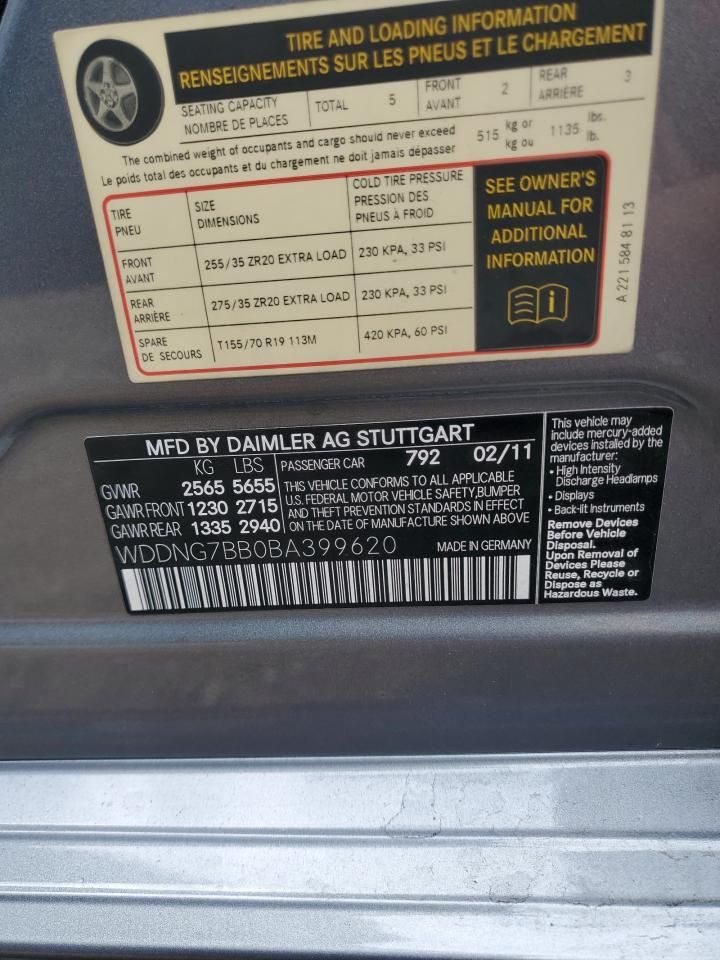 TIRE AND LOADING INFORMATION
RENSEIGNEMENTS SUR LES PNEUS ET LE CHARGEMENT
SEATING CAPACITY
NOMBRE DE PLACES
TOTAL 5
FRONT
AVANT
2
REAR
ARRIÈRE
3
The combined weight of occupants and cargo should never exceed
Le poids total des occupants et du chargement ne doit jamais dépasser
515 kg or
kg ou
1135 lbs.
lb.
TIRE
PNEU
SIZE
DIMENSIONS
COLD TIRE PRESSURE
PRESSION DES
PNEUS À FROID
FRONT
AVANT
255/35 ZR20 EXTRA LOAD
230 KPA, 33 PSI
REAR
ARRIÈRE
275/35 ZR20 EXTRA LOAD
230 KPA, 33 PSI
SPARE
DE SECOURS
T155/70 R19 113M
420 KPA, 60 PSI
SEE OWNER'S
MANUAL FOR
ADDITIONAL
INFORMATION
i
A 221 584 81 13
MFD BY DAIMLER AG STUTTGART
KG LBS
GVWR 2565 5655
GAWR FRONT 1230 2715
GAWR REAR 1335 2940
PASSENGER CAR 792 02/11
THIS VEHICLE CONFORMS TO ALL APPLICABLE
U.S. FEDERAL MOTOR VEHICLE SAFETY,BUMPER
AND THEFT PREVENTION STANDARDS IN EFFECT
ON THE DATE OF MANUFACTURE SHOWN ABOVE
WDDNG7BB0BA399620 MADE IN GERMANY
This vehicle may
include mercury-added
devices installed by the
manufacturer:
• High Intensity
Discharge Headlamps
• Displays
• Back-lit Instruments
Remove Devices
Before Vehicle
Disposal.
Upon Removal of
Devices Please
Reuse, Recycle or
Dispose as
Hazardous Waste.